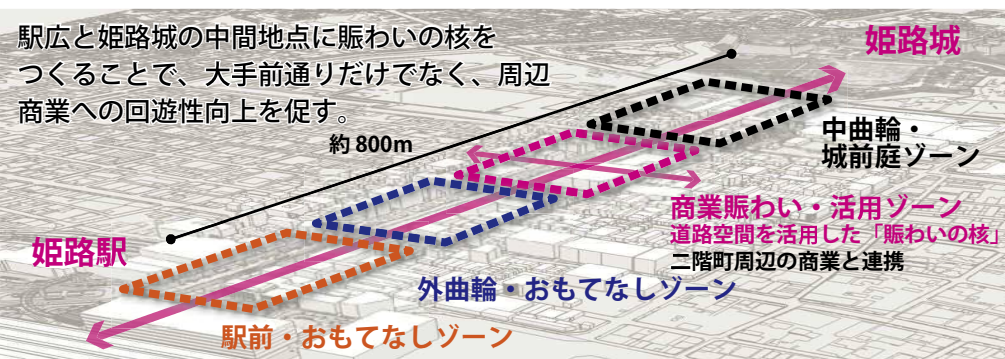 駅広と姫路城の中間地点に賑わいの核を
つくることで、大手前通りだけでなく、周辺
商業への回遊性向上を促す。
姫路城
約 800m
中曲輪・
城前庭ゾーン
商業賑わい・活用ゾーン
道路空間を活用した「賑わいの核」
二階町周辺の商業と連携
姫路駅
外曲輪・おもてなしゾーン
駅前・おもてなしゾーン